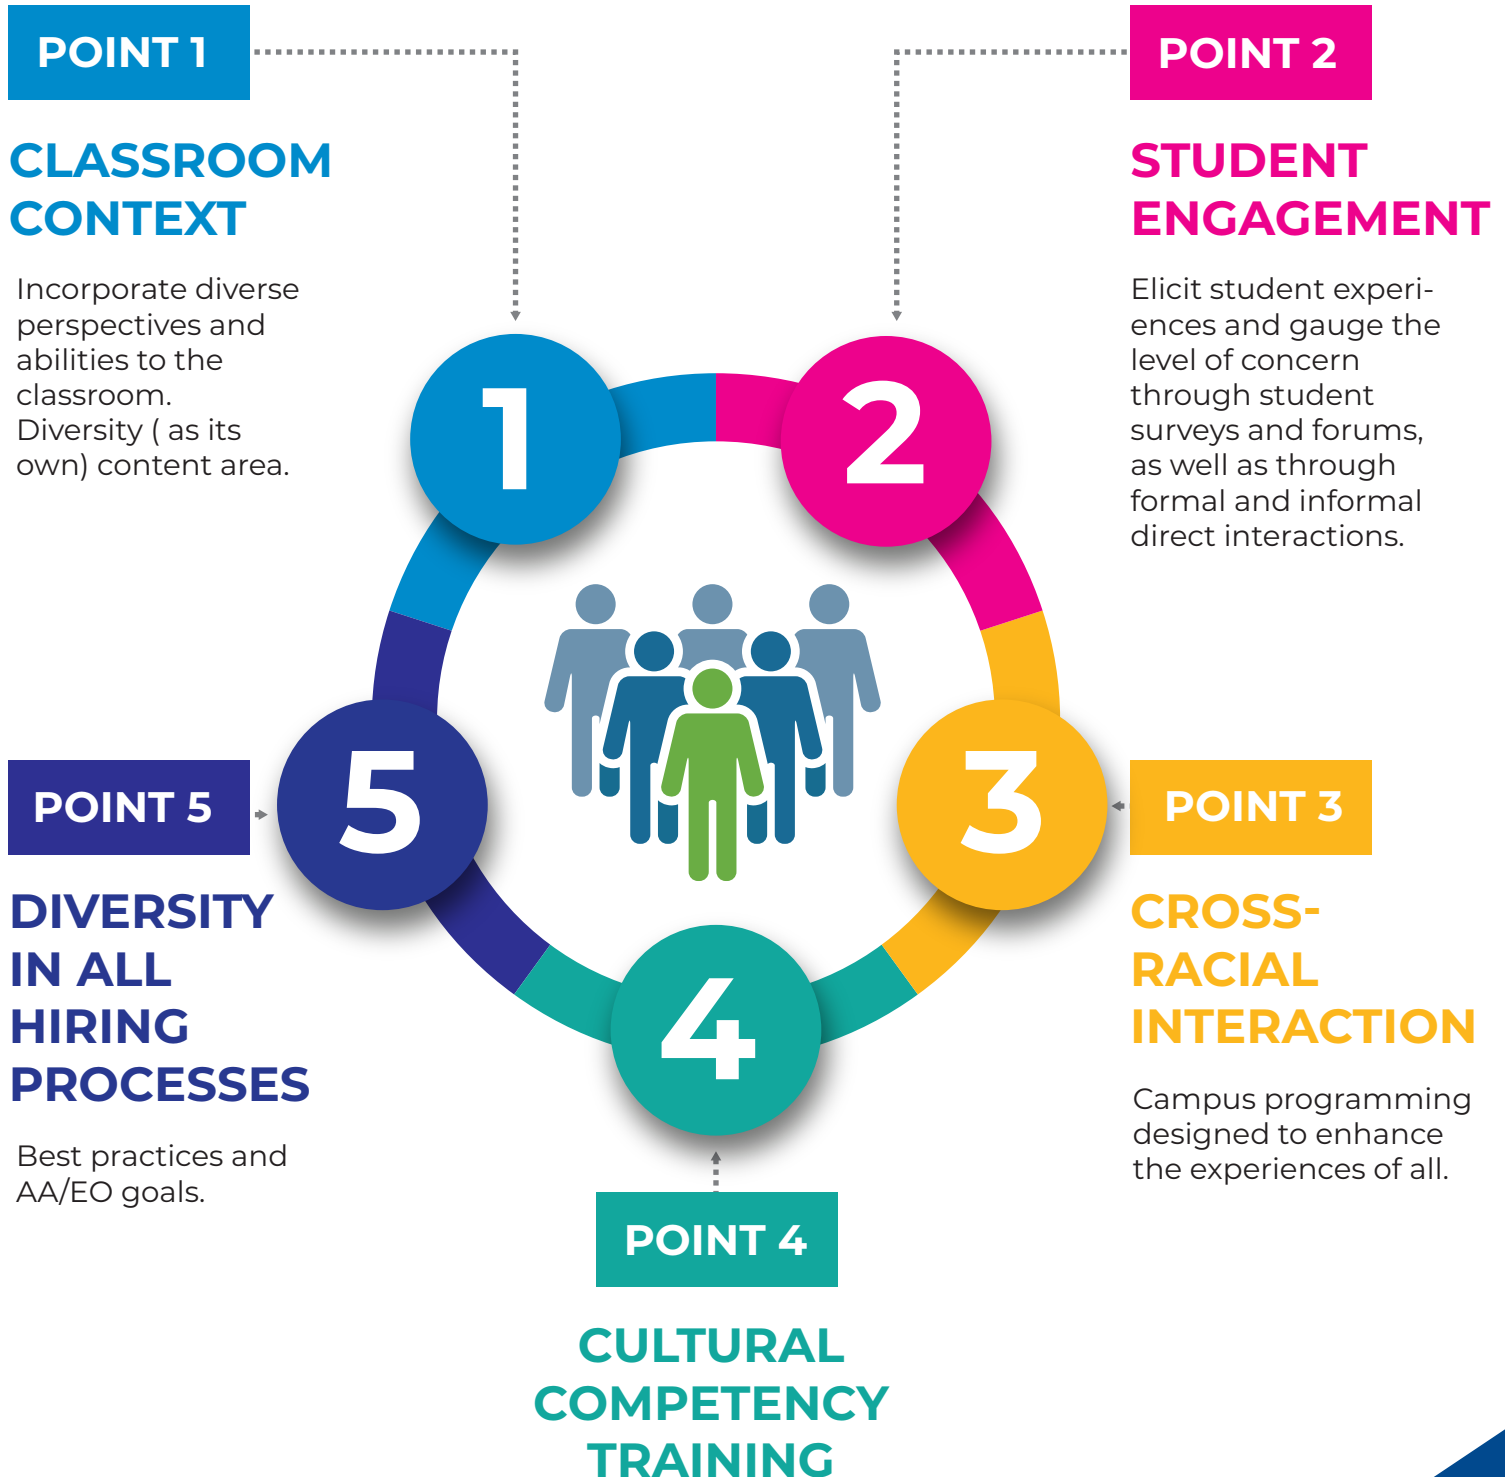 POINT 1
CLASSROOM
CONTEXT
Incorporate diverse
perspectives and
abilities to the
classroom.
Diversity ( as its
own) content area.
POINT 2
STUDENT
ENGAGEMENT
Elicit student experi-
ences and gauge the
level of concern
through student
surveys and forums,
as well as through
formal and informal
direct interactions.
1
2
3
4
5
POINT 3
CROSS-
RACIAL
INTERACTION
Campus programming
designed to enhance
the experiences of all.
POINT 4
CULTURAL
COMPETENCY
TRAINING
POINT 5
DIVERSITY
IN ALL
HIRING
PROCESSES
Best practices and
AA/EO goals.